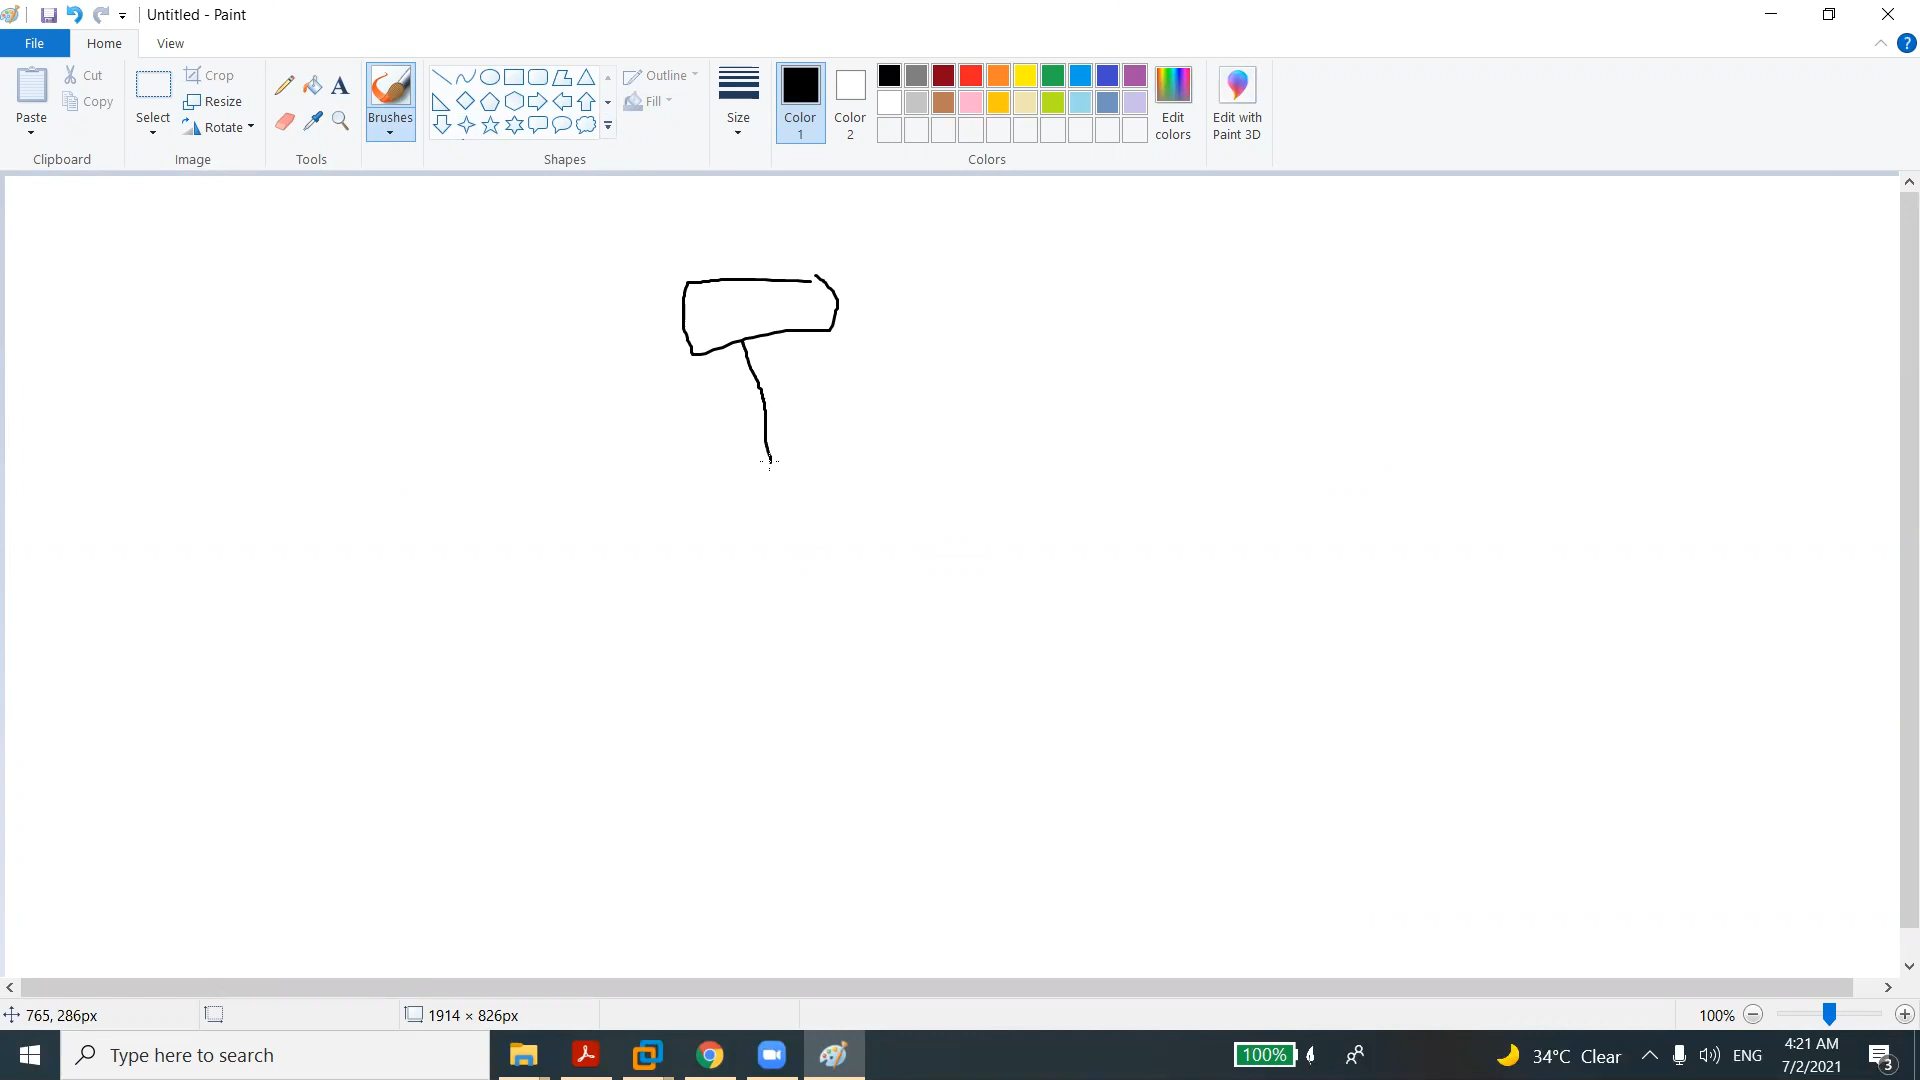 Untitled - Paint
File
Home
View
Paste
Cut
Copy
Clipboard
Select
Crop
Resize
Rotate
Image
A
Tools
Brushes
Outline
Fill
Shapes
Size
Color 1
Color 2
Edit colors
Colors
Edit with Paint 3D
?
765, 286px
1914 × 826px
100%
Type here to search
100%
34°C Clear
ENG
4:21 AM
7/2/2021
3